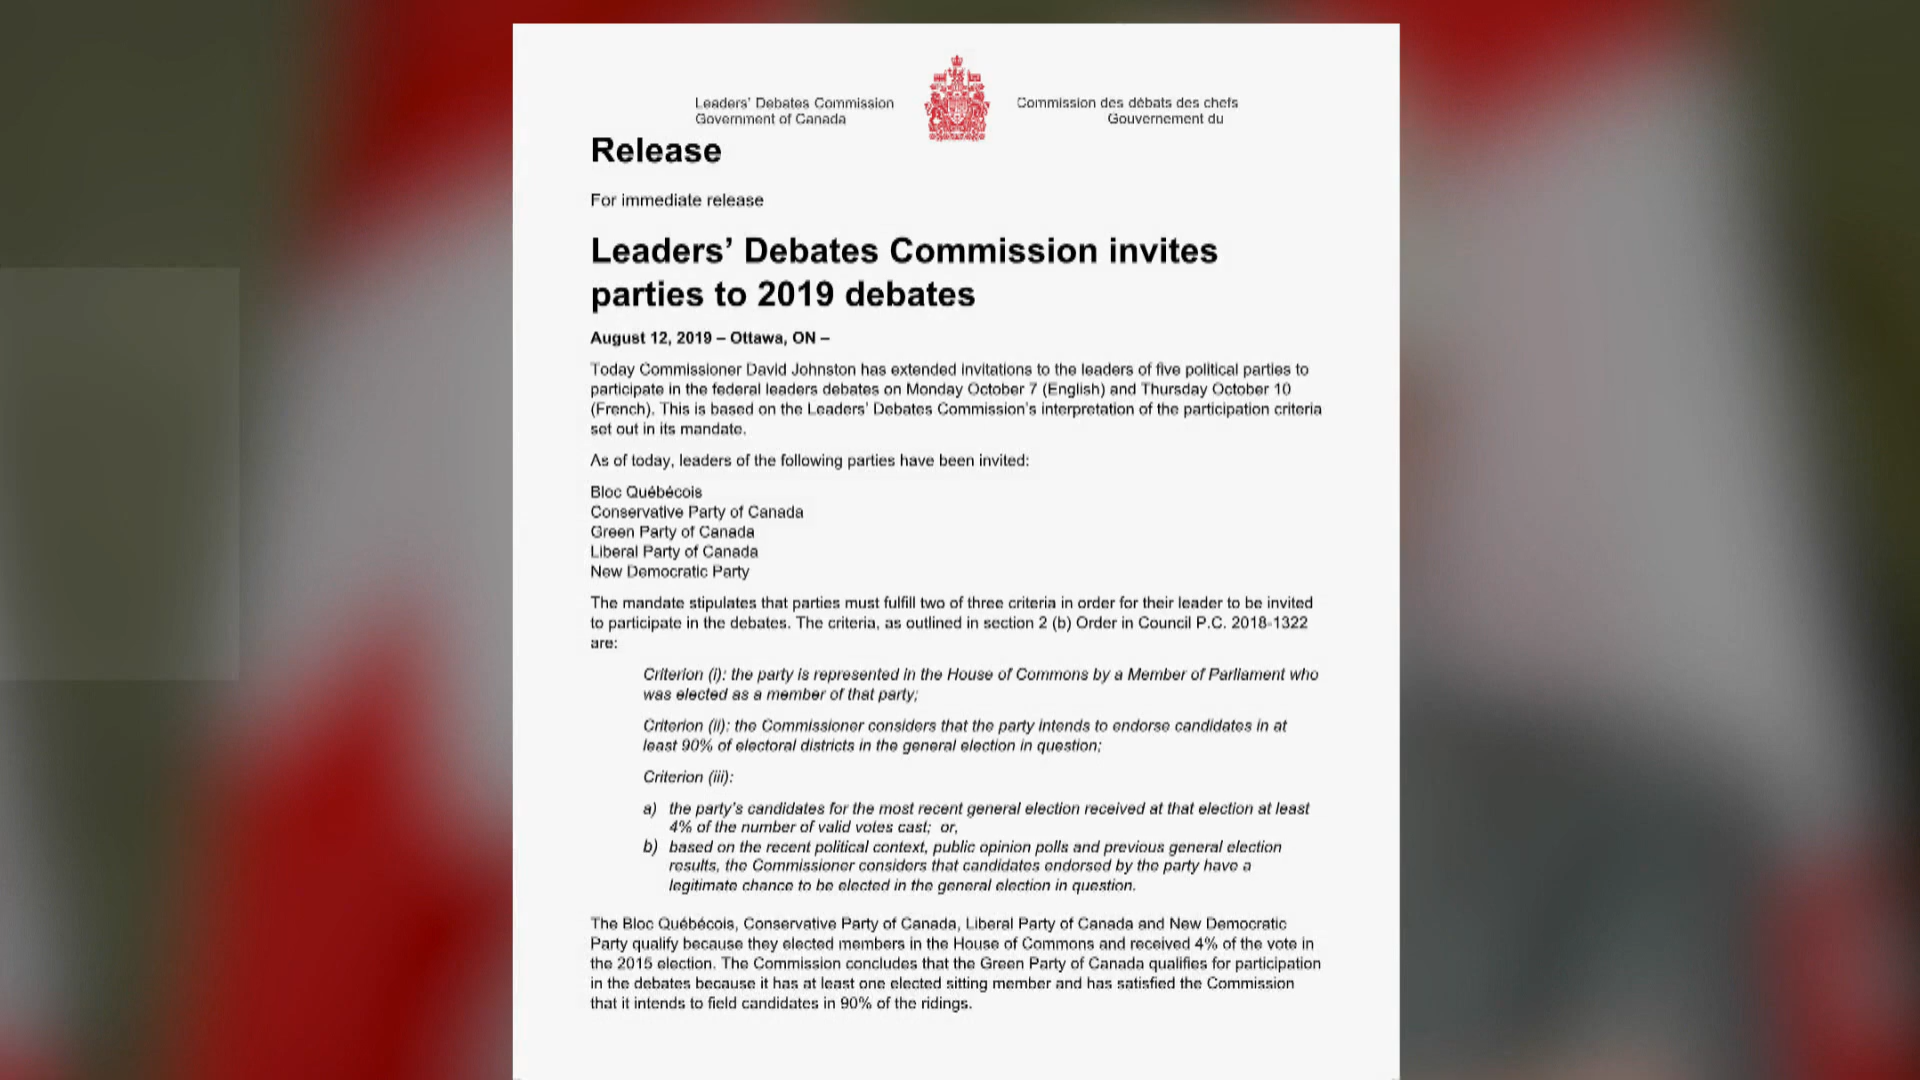 Leaders' Debates Commission
Government of Canada
Commission des débats des chefs
Gouvernement du
Release
For immediate release
Leaders' Debates Commission invites
parties to 2019 debates
August 12, 2019 – Ottawa, ON –
Today Commissioner David Johnston has extended invitations to the leaders of five political parties to
participate in the federal leaders debates on Monday October 7 (English) and Thursday October 10
(French). This is based on the Leaders' Debates Commission's interpretation of the participation criteria
set out in its mandate.
As of today, leaders of the following parties have been invited:
Bloc Québécois
Conservative Party of Canada
Green Party of Canada
Liberal Party of Canada
New Democratic Party
The mandate stipulates that parties must fulfill two of three criteria in order for their leader to be invited
to participate in the debates. The criteria, as outlined in section 2 (b) Order in Council P.C. 2018-1322
are:
Criterion (i): the party is represented in the House of Commons by a Member of Parliament who
was elected as a member of that party;
Criterion (ii): the Commissioner considers that the party intends to endorse candidates in at
least 90% of electoral districts in the general election in question;
Criterion (iii):
a) the party's candidates for the most recent general election received at that election at least
4% of the number of valid votes cast; or,
b) based on the recent political context, public opinion polls and previous general election
results, the Commissioner considers that candidates endorsed by the party have a
legitimate chance to be elected in the general election in question.
The Bloc Québécois, Conservative Party of Canada, Liberal Party of Canada and New Democratic
Party qualify because they elected members in the House of Commons and received 4% of the vote in
the 2015 election. The Commission concludes that the Green Party of Canada qualifies for participation
in the debates because it has at least one elected sitting member and has satisfied the Commission
that it intends to field candidates in 90% of the ridings.